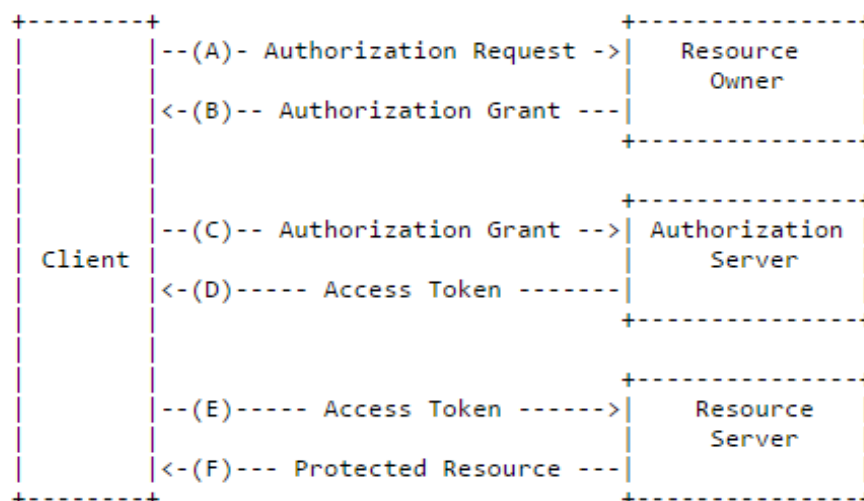 +--------+                               +---------------
|        |--(A)- Authorization Request ->|   Resource
|        |                               |     Owner
|        |<-(B)-- Authorization Grant ---|
|        |                               +---------------
|        |
|        |                               +---------------
|        |--(C)-- Authorization Grant -->| Authorization
| Client |                               |     Server
|        |<-(D)----- Access Token -------|
|        |                               +---------------
|        |
|        |                               +---------------
|        |--(E)----- Access Token ------>|    Resource
|        |                               |     Server
|        |<-(F)--- Protected Resource ---|
+--------+                               +---------------